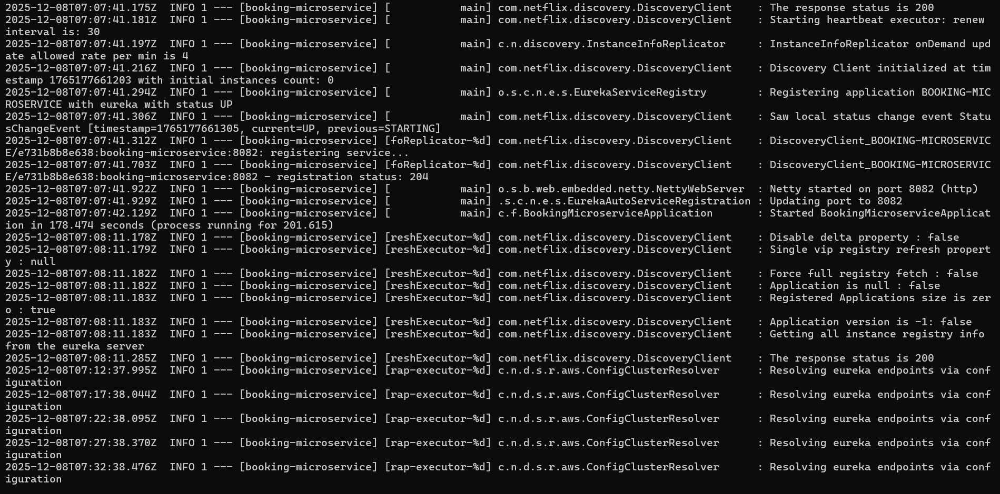 2025-12-08T07:07:41.175Z  INFO 1 --- [booking-microservice] [           main] com.netflix.discovery.DiscoveryClient    : The response status is 200
2025-12-08T07:07:41.181Z  INFO 1 --- [booking-microservice] [           main] com.netflix.discovery.DiscoveryClient    : Starting heartbeat executor: renew
interval is: 30
2025-12-08T07:07:41.197Z  INFO 1 --- [booking-microservice] [           main] c.n.discovery.InstanceInfoReplicator     : InstanceInfoReplicator onDemand upd
ate allowed rate per min is 4
2025-12-08T07:07:41.216Z  INFO 1 --- [booking-microservice] [           main] com.netflix.discovery.DiscoveryClient    : Discovery Client initialized at tim
estamp 1765177661203 with initial instances count: 0
2025-12-08T07:07:41.294Z  INFO 1 --- [booking-microservice] [           main] o.s.c.n.e.s.EurekaServiceRegistry        : Registering application BOOKING-MIC
ROSERVICE with eureka with status UP
2025-12-08T07:07:41.306Z  INFO 1 --- [booking-microservice] [           main] com.netflix.discovery.DiscoveryClient    : Saw local status change event Statu
sChangeEvent [timestamp=1765177661305, current=UP, previous=STARTING]
2025-12-08T07:07:41.312Z  INFO 1 --- [booking-microservice] [foReplicator-%d] com.netflix.discovery.DiscoveryClient    : DiscoveryClient_BOOKING-MICROSERVIC
E/e731b8b8e638:booking-microservice:8082: registering service...
2025-12-08T07:07:41.703Z  INFO 1 --- [booking-microservice] [foReplicator-%d] com.netflix.discovery.DiscoveryClient    : DiscoveryClient_BOOKING-MICROSERVIC
E/e731b8b8e638:booking-microservice:8082 - registration status: 204
2025-12-08T07:07:41.922Z  INFO 1 --- [booking-microservice] [           main] o.s.b.web.embedded.netty.NettyWebServer  : Netty started on port 8082 (http)
2025-12-08T07:07:41.929Z  INFO 1 --- [booking-microservice] [           main] .s.c.n.e.s.EurekaAutoServiceRegistration : Updating port to 8082
2025-12-08T07:07:42.129Z  INFO 1 --- [booking-microservice] [           main] c.f.BookingMicroserviceApplication       : Started BookingMicroserviceApplicat
ion in 178.474 seconds (process running for 201.615)
2025-12-08T07:08:11.178Z  INFO 1 --- [booking-microservice] [reshExecutor-%d] com.netflix.discovery.DiscoveryClient    : Disable delta property : false
2025-12-08T07:08:11.179Z  INFO 1 --- [booking-microservice] [reshExecutor-%d] com.netflix.discovery.DiscoveryClient    : Single vip registry refresh propert
y : null
2025-12-08T07:08:11.182Z  INFO 1 --- [booking-microservice] [reshExecutor-%d] com.netflix.discovery.DiscoveryClient    : Force full registry fetch : false
2025-12-08T07:08:11.182Z  INFO 1 --- [booking-microservice] [reshExecutor-%d] com.netflix.discovery.DiscoveryClient    : Application is null : false
2025-12-08T07:08:11.183Z  INFO 1 --- [booking-microservice] [reshExecutor-%d] com.netflix.discovery.DiscoveryClient    : Registered Applications size is zer
o : true
2025-12-08T07:08:11.183Z  INFO 1 --- [booking-microservice] [reshExecutor-%d] com.netflix.discovery.DiscoveryClient    : Application version is -1: false
2025-12-08T07:08:11.183Z  INFO 1 --- [booking-microservice] [reshExecutor-%d] com.netflix.discovery.DiscoveryClient    : Getting all instance registry info
from the eureka server
2025-12-08T07:08:11.285Z  INFO 1 --- [booking-microservice] [reshExecutor-%d] com.netflix.discovery.DiscoveryClient    : The response status is 200
2025-12-08T07:12:37.995Z  INFO 1 --- [booking-microservice] [rap-executor-%d] c.n.d.s.r.aws.ConfigClusterResolver      : Resolving eureka endpoints via conf
iguration
2025-12-08T07:17:38.044Z  INFO 1 --- [booking-microservice] [rap-executor-%d] c.n.d.s.r.aws.ConfigClusterResolver      : Resolving eureka endpoints via conf
iguration
2025-12-08T07:22:38.095Z  INFO 1 --- [booking-microservice] [rap-executor-%d] c.n.d.s.r.aws.ConfigClusterResolver      : Resolving eureka endpoints via conf
iguration
2025-12-08T07:27:38.370Z  INFO 1 --- [booking-microservice] [rap-executor-%d] c.n.d.s.r.aws.ConfigClusterResolver      : Resolving eureka endpoints via conf
iguration
2025-12-08T07:32:38.476Z  INFO 1 --- [booking-microservice] [rap-executor-%d] c.n.d.s.r.aws.ConfigClusterResolver      : Resolving eureka endpoints via conf
iguration